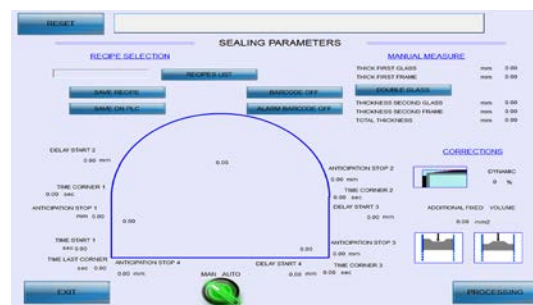 RESET
SEALING PARAMETERS
RECIPE SELECTION
MANUAL MEASURE
RECIPES LIST
THICK FIRST GLASS mm 0.00
THICK FIRST FRAME mm 0.00
SAVE RECIPE
BARCODE OFF
DOUBLE GLASS
SAVE ON PLC
ALARM BARCODE OFF
THICKNESS SECOND GLASS mm 0.00
THICKNESS SECOND FRAME mm 0.00
TOTAL THICKNESS mm 0.00
DELAY START 2
0.00 mm
0.00
CORRECTIONS
ANTICIPATION STOP 2
0.00 mm
DYNAMIC
0 %
TIME CORNER 1
0.00 sec
TIME CORNER 2
0.00 sec
ANTICIPATION STOP 1
mm 0.00
0.00
DELAY START 3
0.00 mm
ADDITIONAL FIXED VOLUME
0.00 mm2
TIME START 1
sec 0.00
0.00
ANTICIPATION STOP 3
0.00 mm
TIME LAST CORNER
sec 0.00
ANTICIPATION STOP 4
0.00 mm
MAN AUTO
DELAY START 4
0.00 mm
TIME CORNER 3
0.00 sec
EXIT
PROCESSING